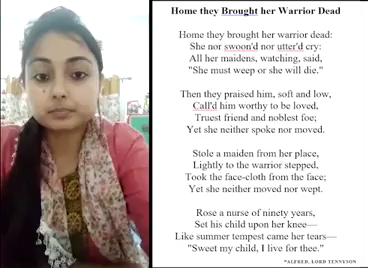 Home they Brought her Warrior Dead
Home they brought her warrior dead:
She nor swoon'd nor utter'd cry:
All her maidens, watching, said,
"She must weep or she will die."
Then they praised him, soft and low,
Call'd him worthy to be loved,
Truest friend and noblest foe;
Yet she neither spoke nor moved.
Stole a maiden from her place,
Lightly to the warrior stepped,
Took the face-cloth from the face;
Yet she neither moved nor wept.
Rose a nurse of ninety years,
Set his child upon her knee—
Like summer tempest came her tears—
"Sweet my child, I live for thee."
*ALFRED, LORD TENNYSON